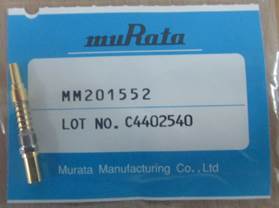 muRata
MM201552
LOT NO. C4402540
Murata Manufacturing Co.,Ltd